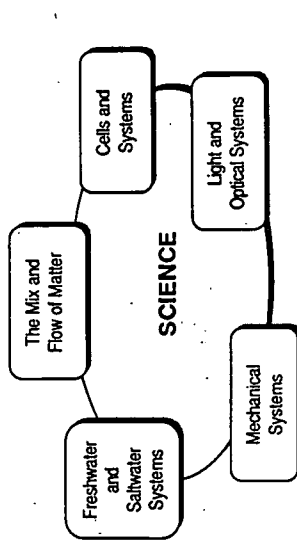 The Mix and
Flow of Matter
Cells and
Systems
Light and
Optical Systems
Mechanical
Systems
Freshwater
and
Saltwater
Systems
SCIENCE